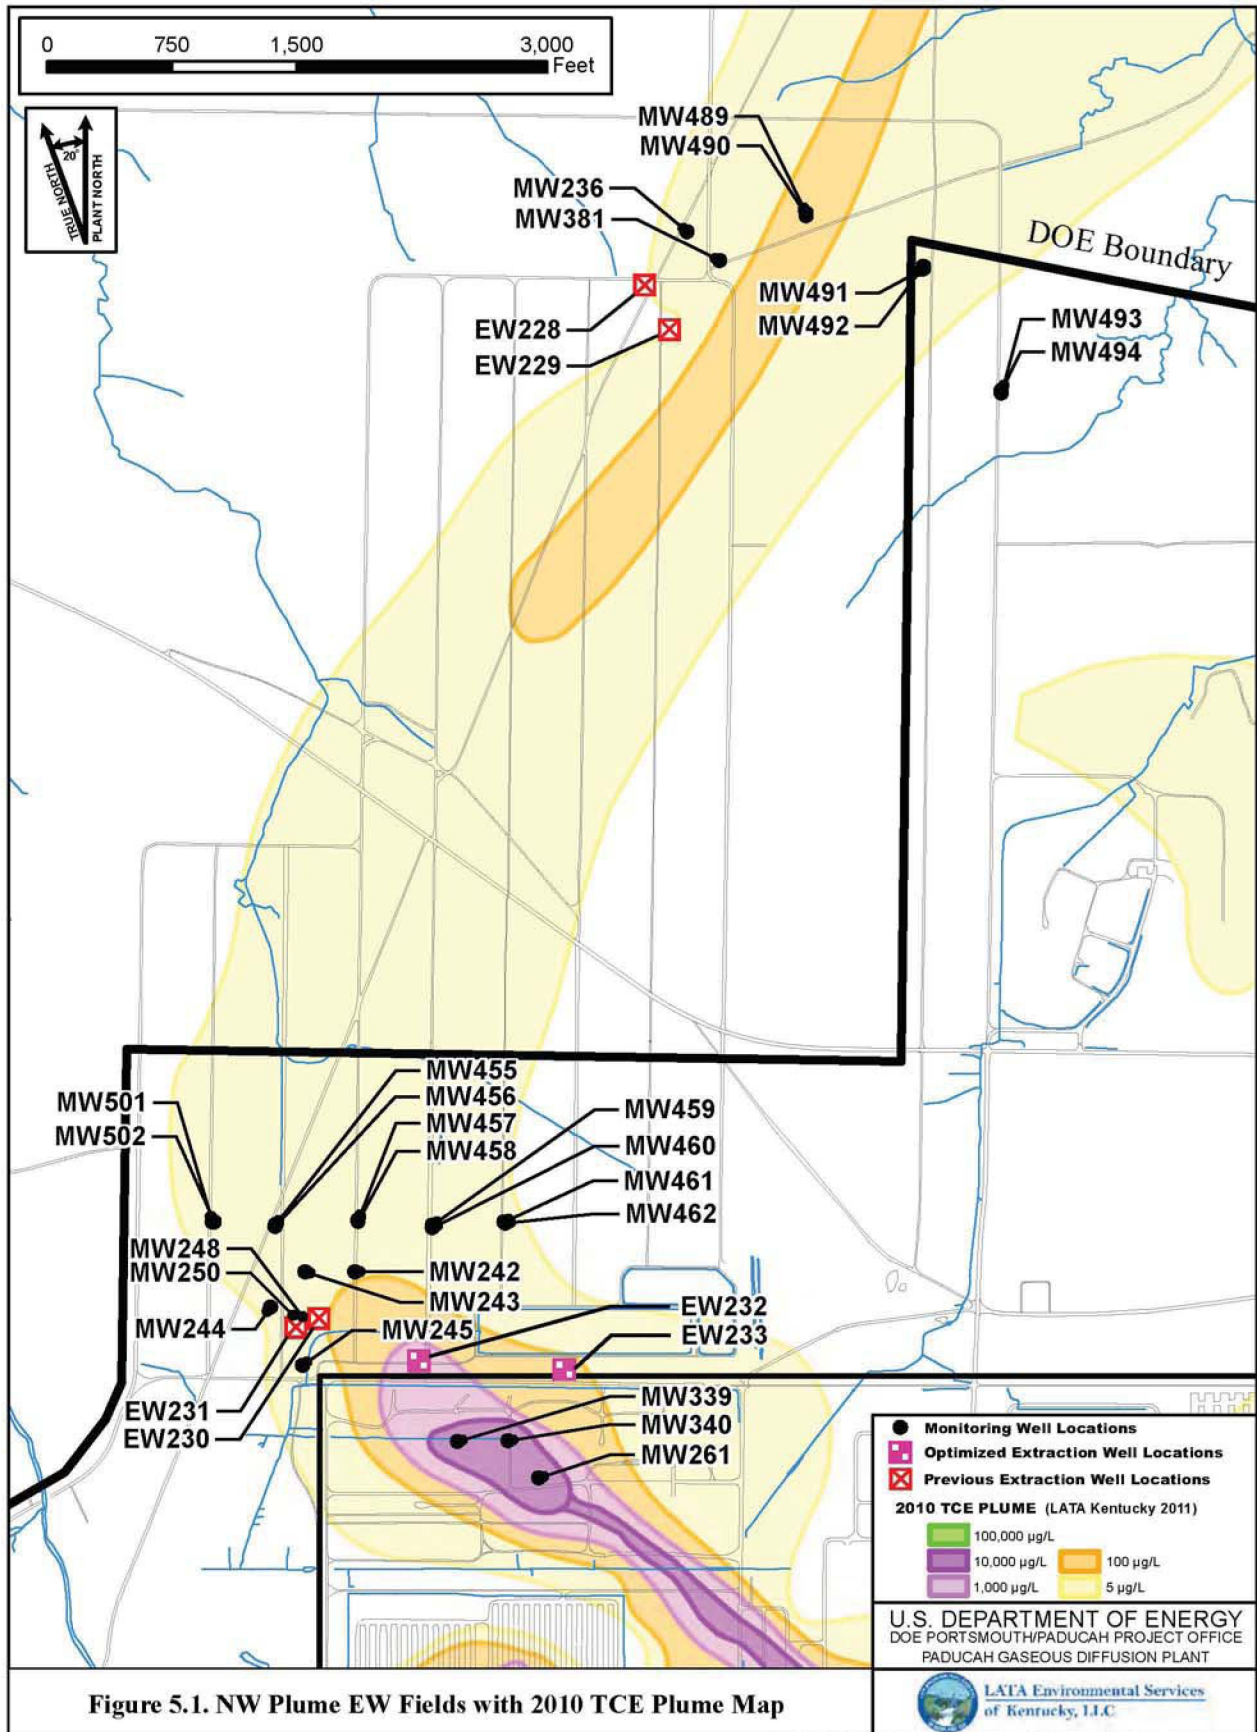 0 750 1,500 3,000
Feet
20°
TRUE NORTH
PLANT NORTH
MW489
MW490
MW236
MW381
DOE Boundary
MW491
MW492
EW228
EW229
MW493
MW494
MW455
MW456
MW457
MW458
MW501
MW502
MW459
MW460
MW461
MW462
MW248
MW250
MW242
MW243
MW244
MW245
EW232
EW233
EW231
EW230
MW339
MW340
MW261
Monitoring Well Locations
Optimized Extraction Well Locations
Previous Extraction Well Locations
2010 TCE PLUME (LATA Kentucky 2011)
100,000 µg/L
10,000 µg/L 100 µg/L
1,000 µg/L 5 µg/L
U.S. DEPARTMENT OF ENERGY
DOE PORTSMOUTH/PADUCAH PROJECT OFFICE
PADUCAH GASEOUS DIFFUSION PLANT
LATA Environmental Services
of Kentucky, LLC
Figure 5.1. NW Plume EW Fields with 2010 TCE Plume Map